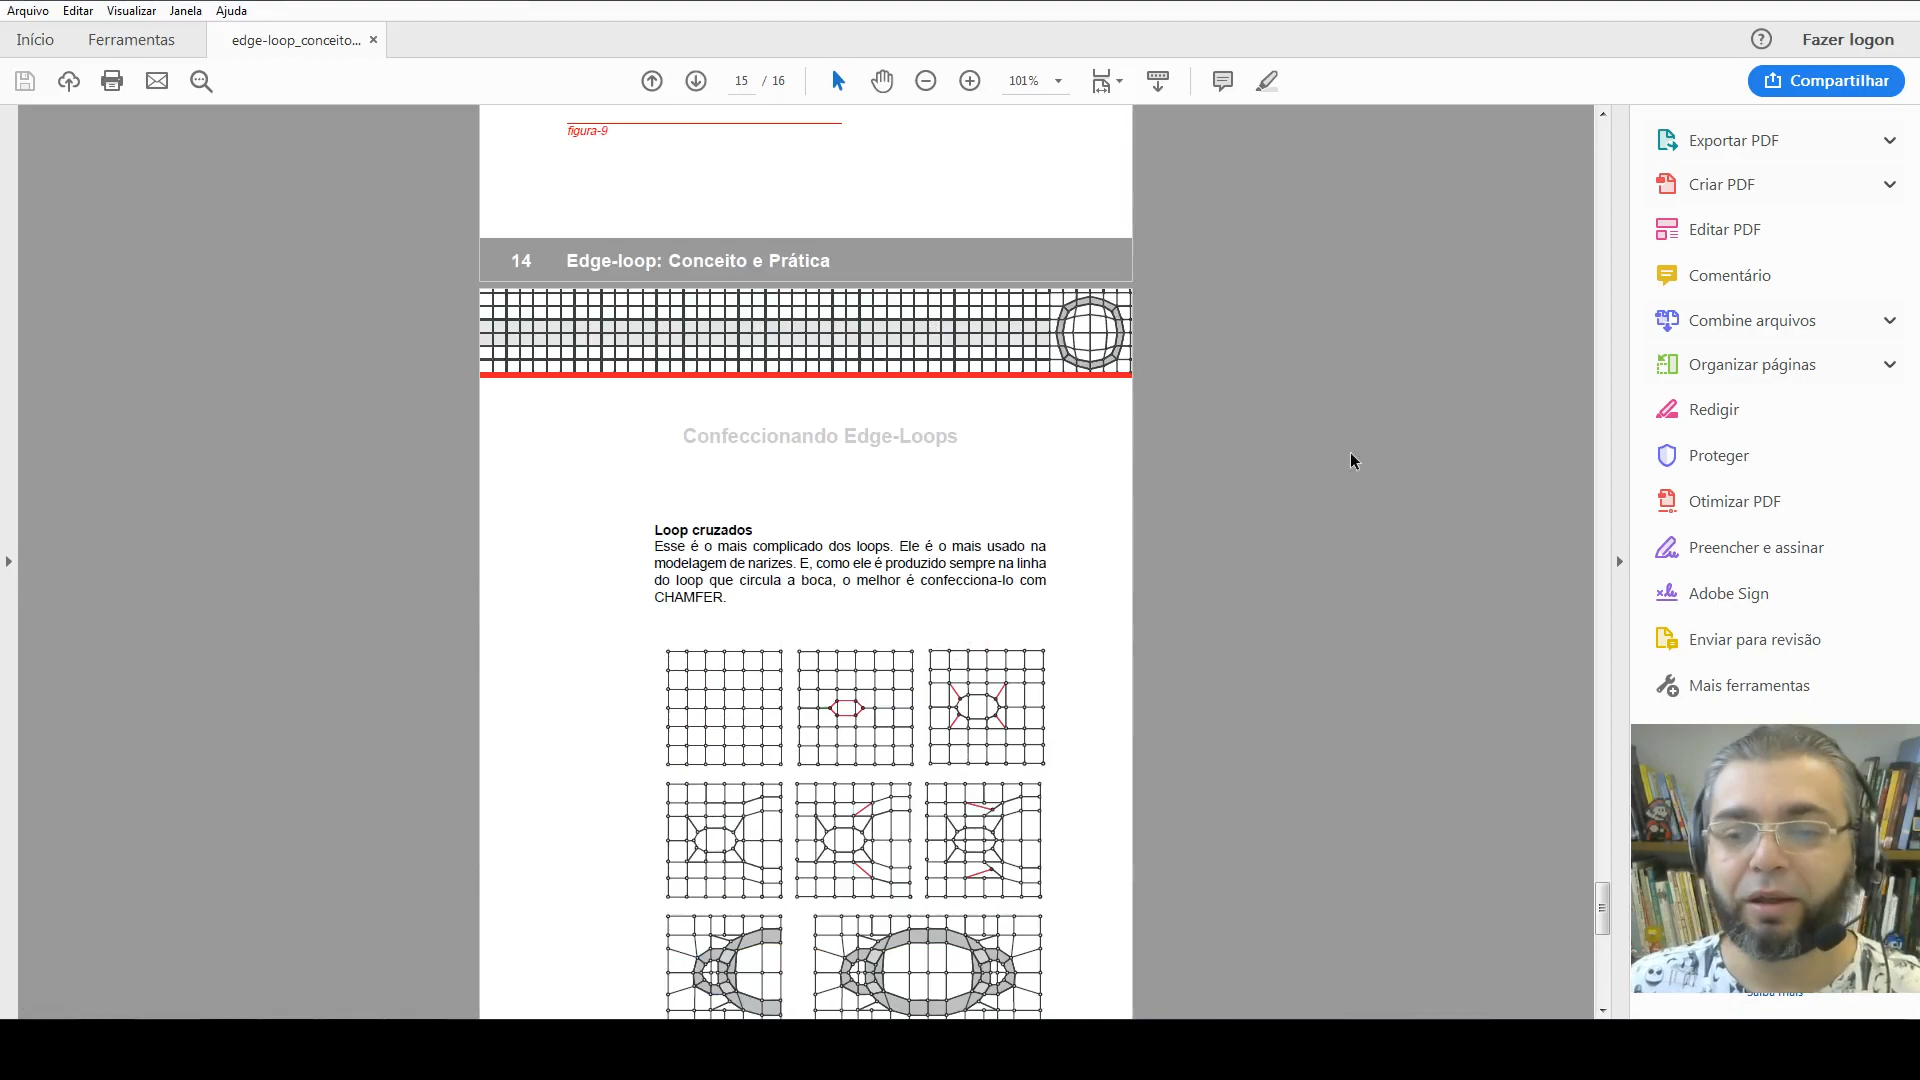 Arquivo Editar Visualizar Janela Ajuda
Início Ferramentas edge-loop_conceito... × ? Fazer logon
15 / 16 101% Compartilhar
figura-9
14 Edge-loop: Conceito e Prática
Confeccionando Edge-Loops
Loop cruzados
Esse é o mais complicado dos loops. Ele é o mais usado na
modelagem de narizes. E, como ele é produzido sempre na linha
do loop que circula a boca, o melhor é confecciona-lo com
CHAMFER.
Exportar PDF
Criar PDF
Editar PDF
Comentário
Combine arquivos
Organizar páginas
Redigir
Proteger
Otimizar PDF
Preencher e assinar
Adobe Sign
Enviar para revisão
Mais ferramentas